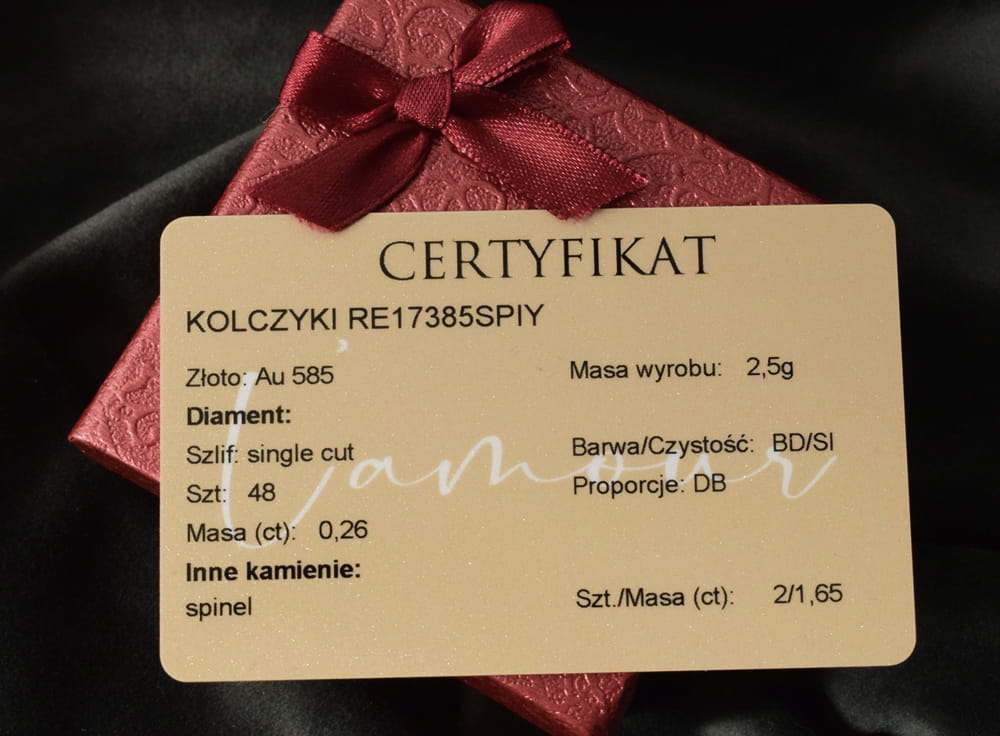 CERTYFIKAT
KOLCZYKI RE17385SPIY
Złoto: Au 585 Masa wyrobu: 2,5g
Diament:
Szlif: single cut Barwa/Czystość: BD/SI
Szt: 48 Proporcje: DB
Masa (ct): 0,26
L'amour
Inne kamienie:
spinel Szt./Masa (ct): 2/1,65